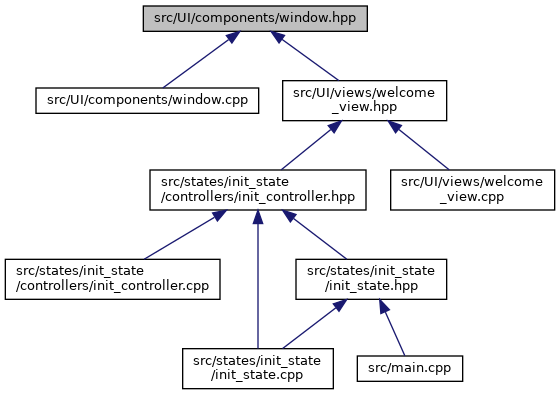 src/UI/components/window.hpp
src/UI/components/window.cpp
src/UI/views/welcome
_view.hpp
src/states/init_state
/controllers/init_controller.hpp
src/UI/views/welcome
_view.cpp
src/states/init_state
/controllers/init_controller.cpp
src/states/init_state
/init_state.hpp
src/states/init_state
/init_state.cpp
src/main.cpp